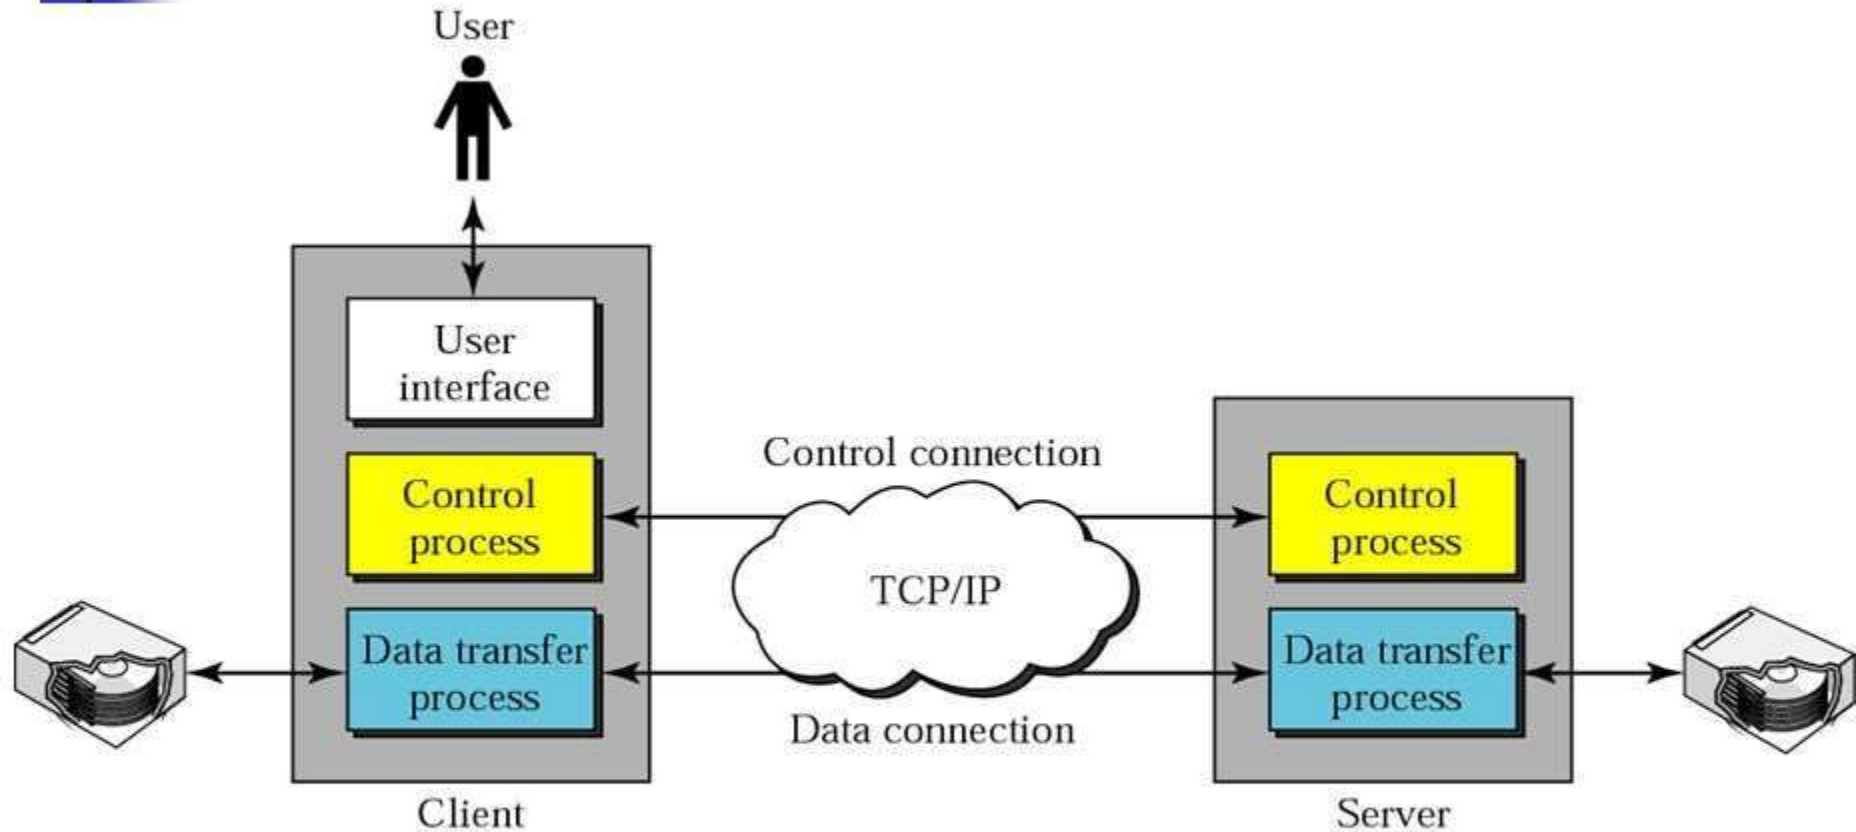 User
User
interface
Control connection
Control
process
Control
process
TCP/IP
Data transfer
process
Data transfer
process
Data connection
Client
Server